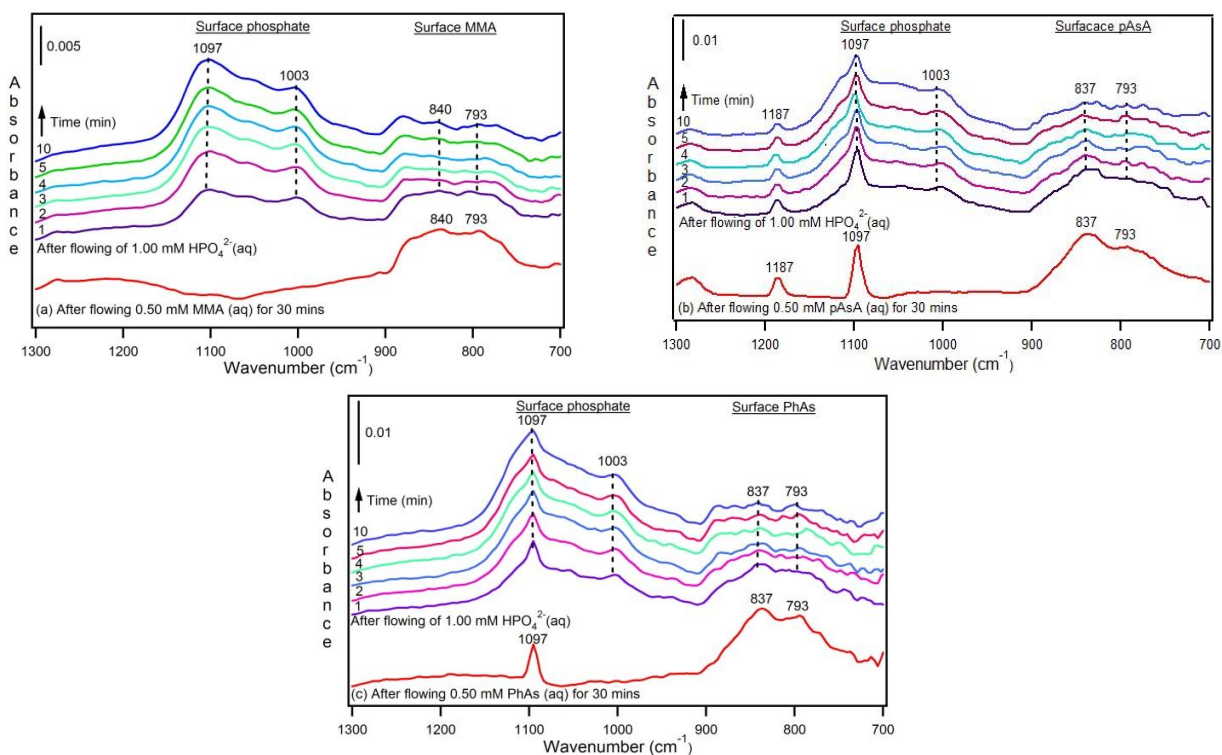 Surface phosphate
Surface MMA
0.005
1097
1003
840
793
Absorbance
Time (min)
10
5
4
3
2
1
After flowing of 1.00 mM HPO₄²⁻(aq)
840
793
(a) After flowing 0.50 mM MMA (aq) for 30 mins
1300 1200 1100 1000 900 800 700
Wavenumber (cm⁻¹)
Surface phosphate
Surfacace pAsA
0.01
1097
1187
1003
837
793
Absorbance
Time (min)
10
5
4
3
2
1
After flowing of 1.00 mM HPO₄²⁻(aq)
1097
1187
837
793
(b) After flowing 0.50 mM pAsA (aq) for 30 mins
1300 1200 1100 1000 900 800 700
Wavenumber (cm⁻¹)
Surface phosphate
Surface PhAs
0.01
1097
1003
837
793
Absorbance
Time (min)
10
5
4
3
2
1
After flowing of 1.00 mM HPO₄²⁻(aq)
1097
837
793
(c) After flowing 0.50 mM PhAs (aq) for 30 mins
1300 1200 1100 1000 900 800 700
Wavenumber (cm⁻¹)